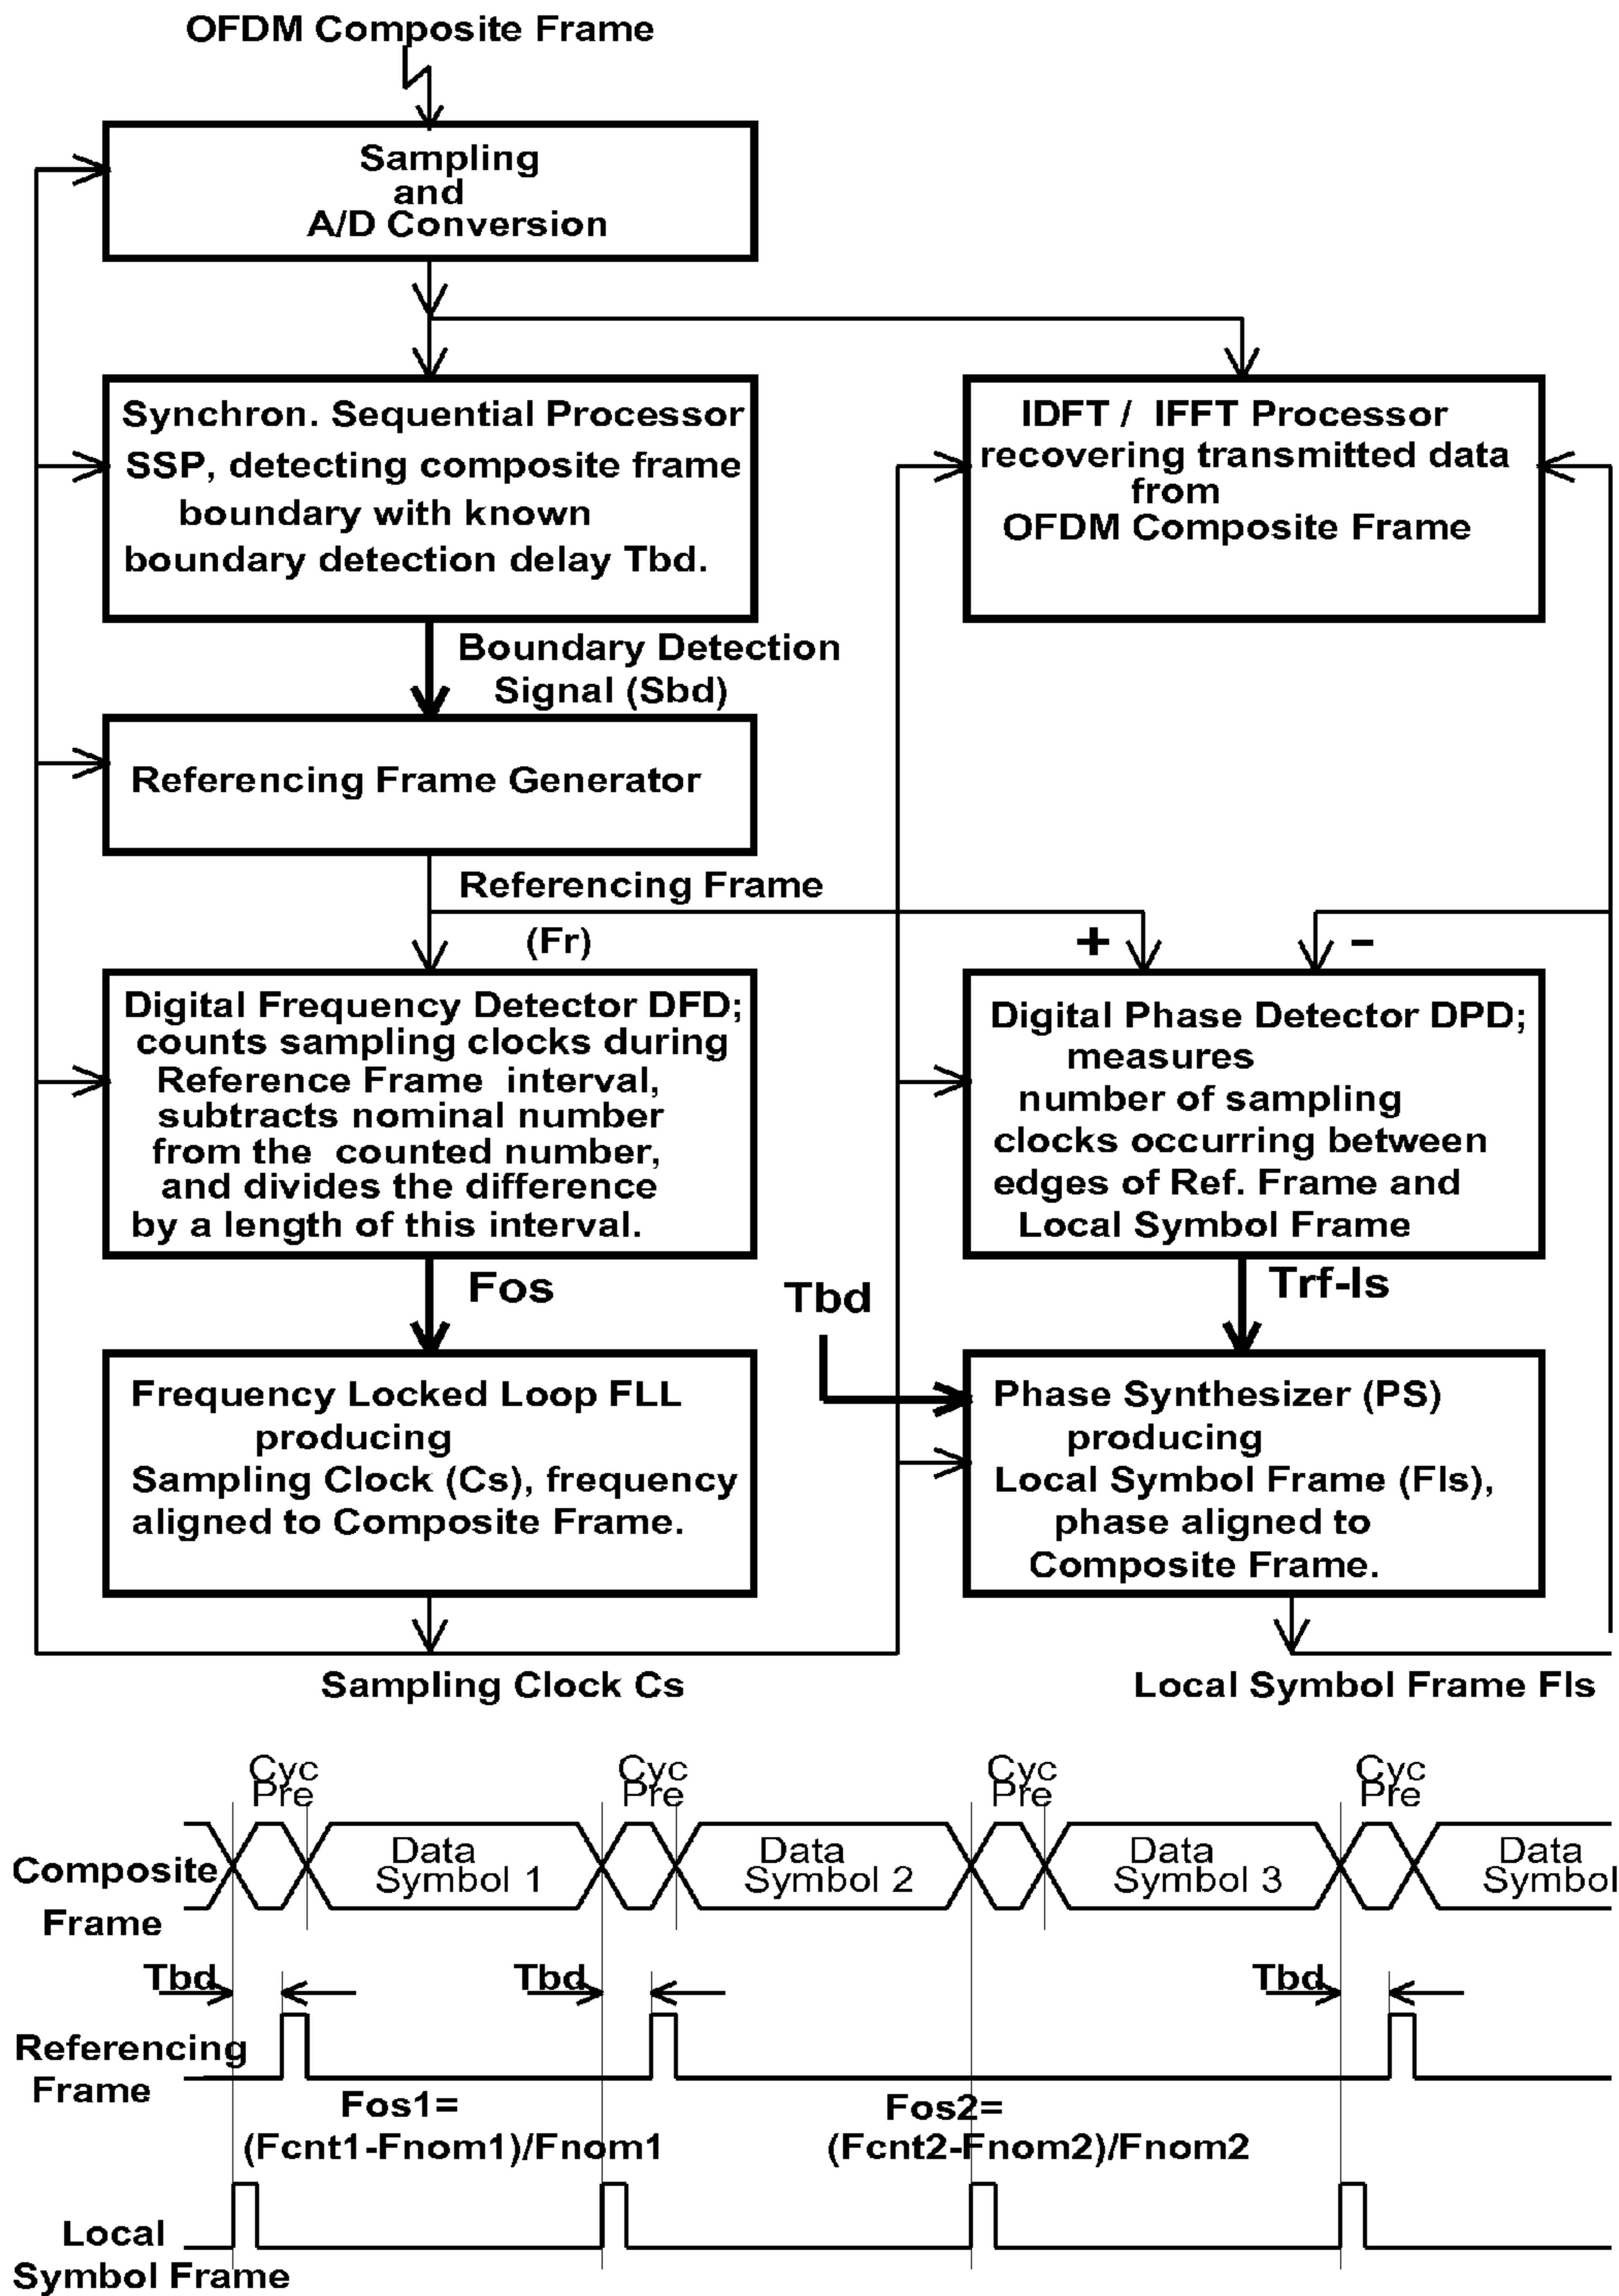 OFDM Composite Frame
Sampling
and
A/D Conversion
Synchron. Sequential Processor
SSP, detecting composite frame
boundary with known
boundary detection delay Tbd.
IDFT / IFFT Processor
recovering transmitted data
from
OFDM Composite Frame
Boundary Detection
Signal (Sbd)
Referencing Frame Generator
Referencing Frame
(Fr)
+
-
Digital Frequency Detector DFD;
counts sampling clocks during
Reference Frame interval,
subtracts nominal number
from the counted number,
and divides the difference
by a length of this interval.
Digital Phase Detector DPD;
measures
number of sampling
clocks occurring between
edges of Ref. Frame and
Local Symbol Frame
Fos
Tbd
Trf-ls
Frequency Locked Loop FLL
producing
Sampling Clock (Cs), frequency
aligned to Composite Frame.
Phase Synthesizer (PS)
producing
Local Symbol Frame (Fls),
phase aligned to
Composite Frame.
Sampling Clock Cs
Local Symbol Frame Fls
Cyc
Pre
Cyc
Pre
Cyc
Pre
Cyc
Pre
Composite
Frame
Data
Symbol 1
Data
Symbol 2
Data
Symbol 3
Data
Symbol
Tbd
Tbd
Tbd
Referencing
Frame
Fos1=
(Fcnt1-Fnom1)/Fnom1
Fos2=
(Fcnt2-Fnom2)/Fnom2
Local
Symbol Frame